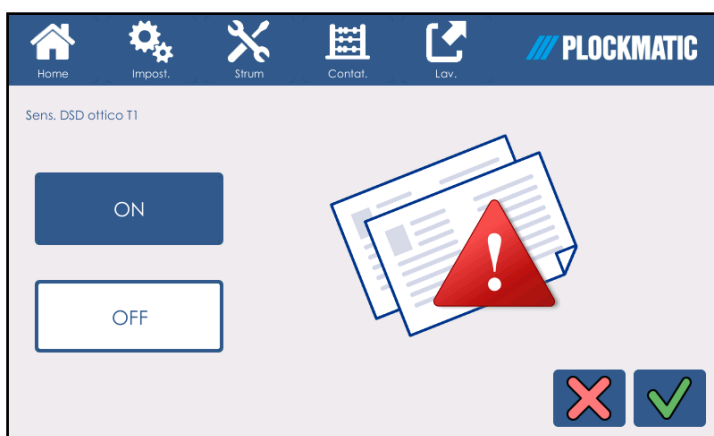 Home Impost. Strum Contat. Lav. PLOCKMATIC
Sens. DSD ottico T1
ON
OFF